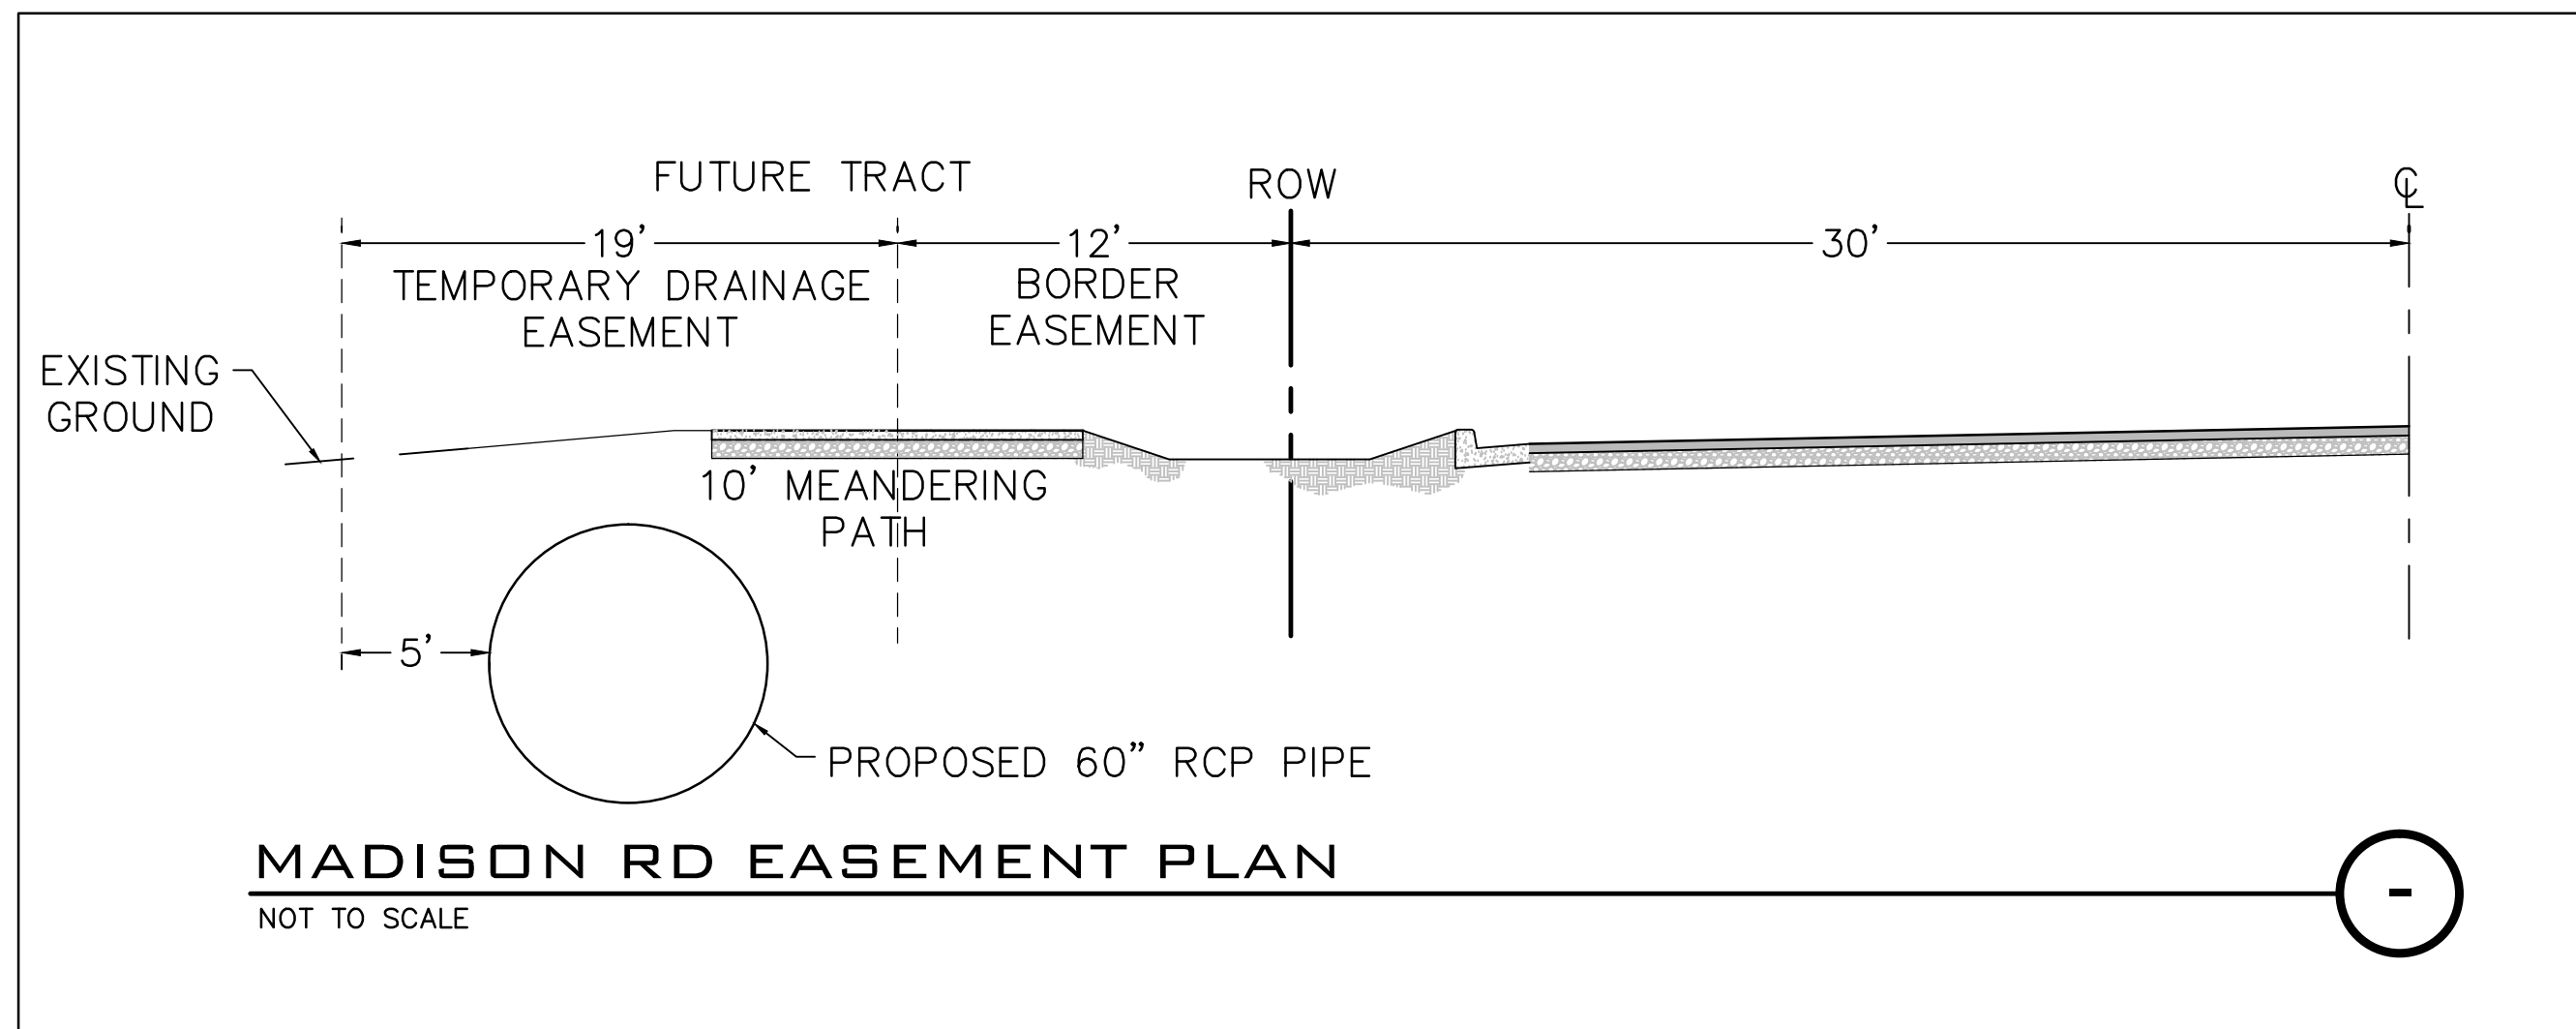 FUTURE TRACT
ROW
℄
19’
12’
30’
TEMPORARY DRAINAGE
EASEMENT
BORDER
EASEMENT
EXISTING
GROUND
10’ MEANDERING
PATH
5’
PROPOSED 60” RCP PIPE
MADISON RD EASEMENT PLAN
-
NOT TO SCALE